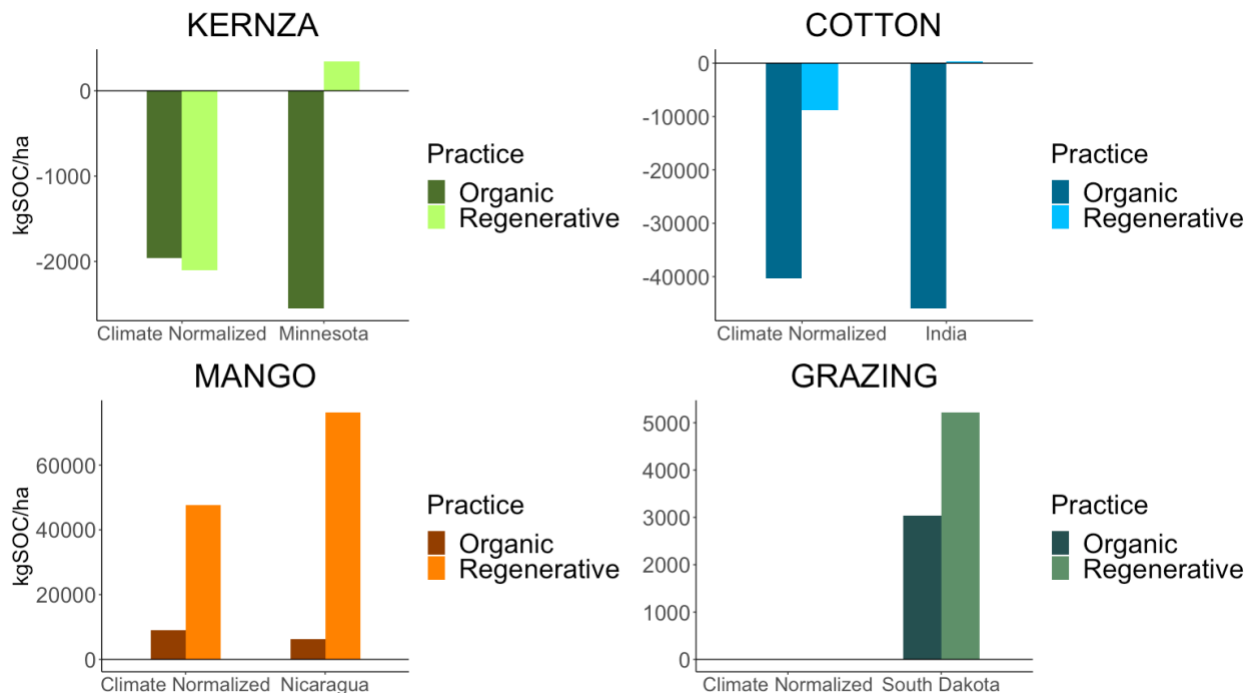 KERNZA
kgSOC/ha
0
-1000
-2000
Climate Normalized
Minnesota
Practice
Organic
Regenerative
COTTON
0
-10000
-20000
-30000
-40000
Climate Normalized
India
Practice
Organic
Regenerative
MANGO
kgSOC/ha
60000
40000
20000
0
Climate Normalized
Nicaragua
Practice
Organic
Regenerative
GRAZING
5000
4000
3000
2000
1000
0
Climate Normalized
South Dakota
Practice
Organic
Regenerative